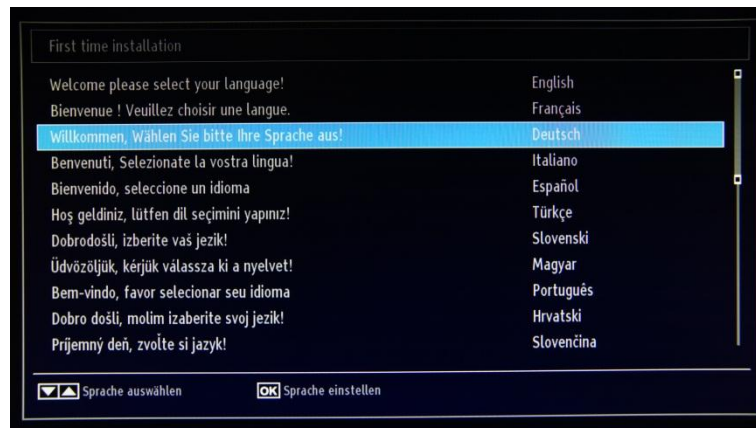 First time installation
Welcome please select your language! English
Bienvenue ! Veuillez choisir une langue. Français
Willkommen, Wählen Sie bitte Ihre Sprache aus! Deutsch
Benvenuti, Selezionate la vostra lingua! Italiano
Bienvenido, seleccione un idioma Español
Hoş geldiniz, lütfen dil seçimini yapınız! Türkçe
Dobrodošli, izberite vaš jezik! Slovenski
Üdvözöljük, kérjük válassza ki a nyelvet! Magyar
Bem-vindo, favor selecionar seu idioma Português
Dobro došli, molim izaberite svoj jezik! Hrvatski
Príjemný deň, zvoľte si jazyk! Slovenčina
Sprache auswählen OK Sprache einstellen